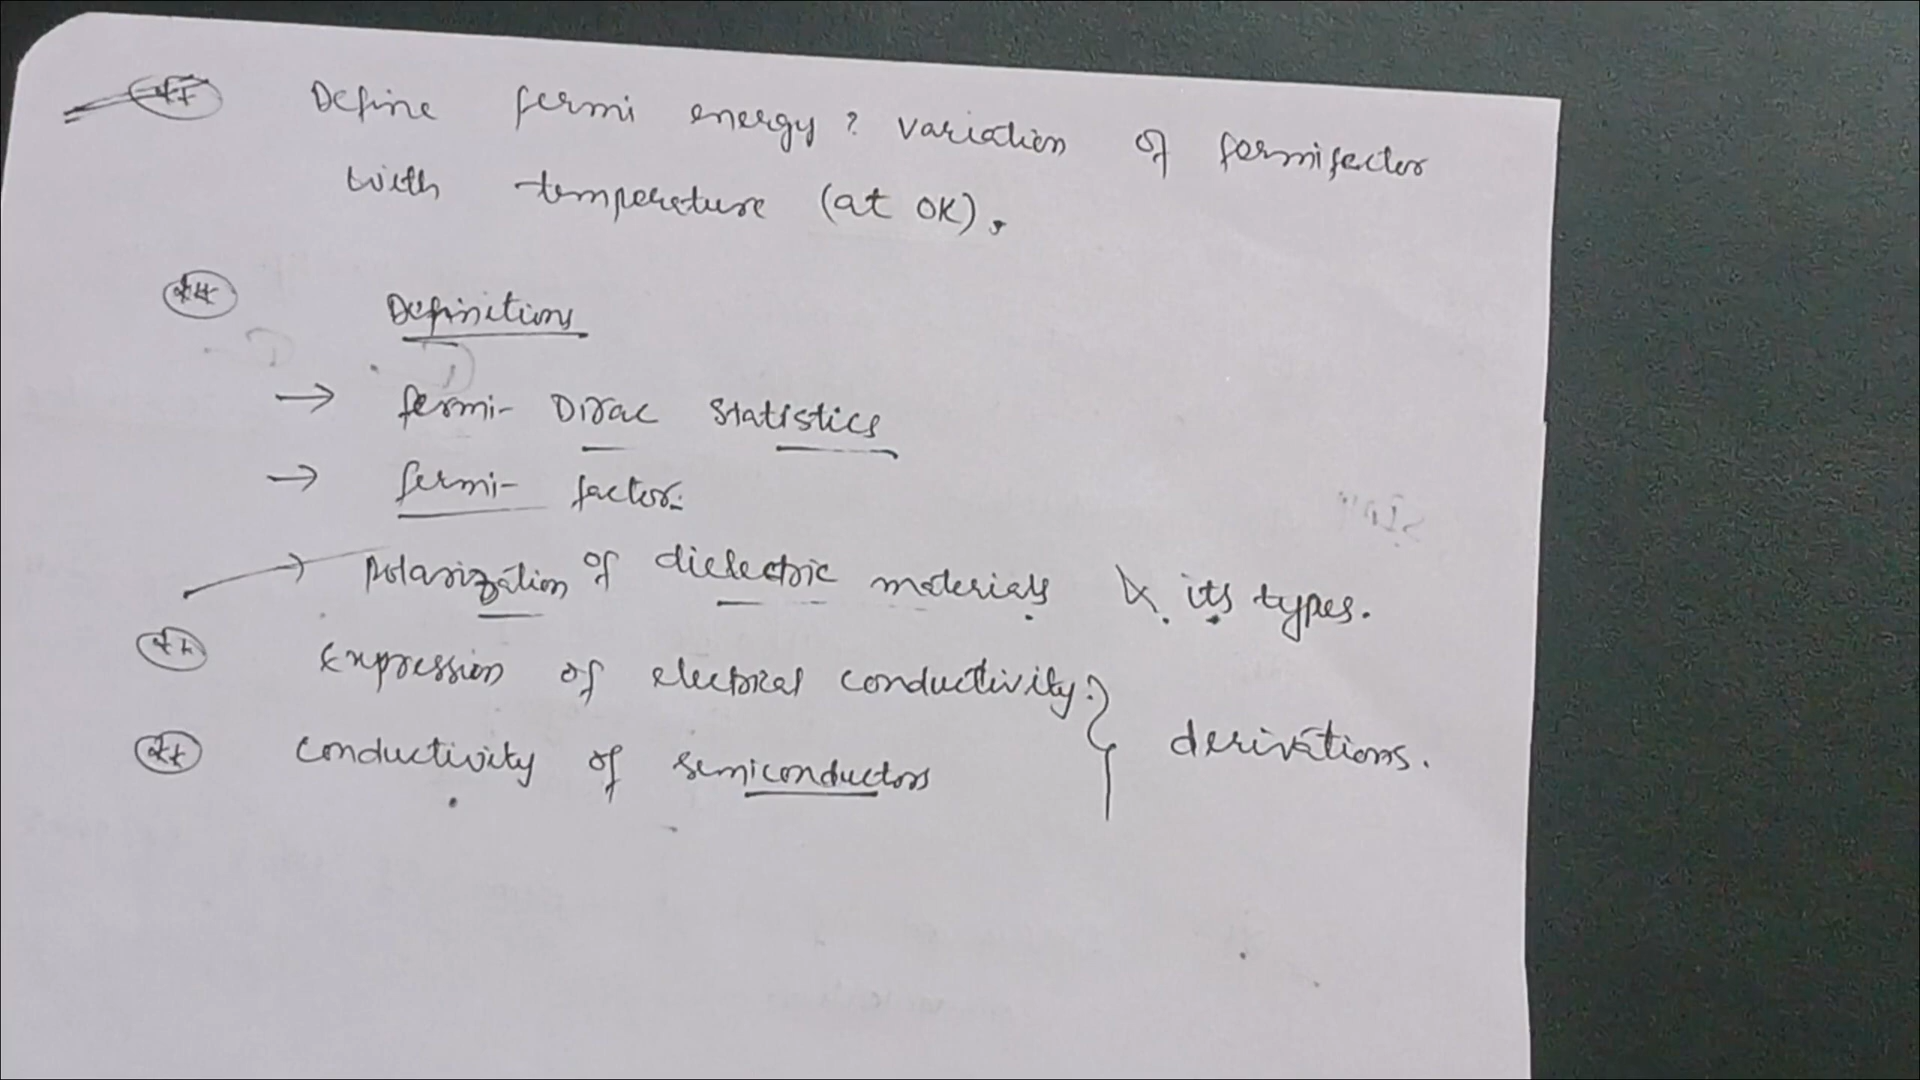 ** Define fermi energy? variation of fermifactor
with temperature (at 0K).
** Definitions
→ fermi- Dirac Statistics
→ fermi- factor:
→ polarization of dielectric materials & its types.
** Expression of electrical conductivity? } derivations.
** conductivity of semiconductors